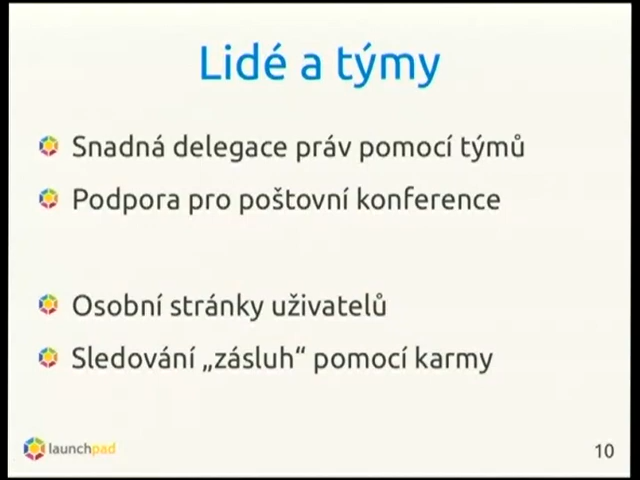 Lidé a týmy
Snadná delegace práv pomocí týmů
Podpora pro poštovní konference
Osobní stránky uživatelů
Sledování „zásluh“ pomocí karmy
launchpad
10